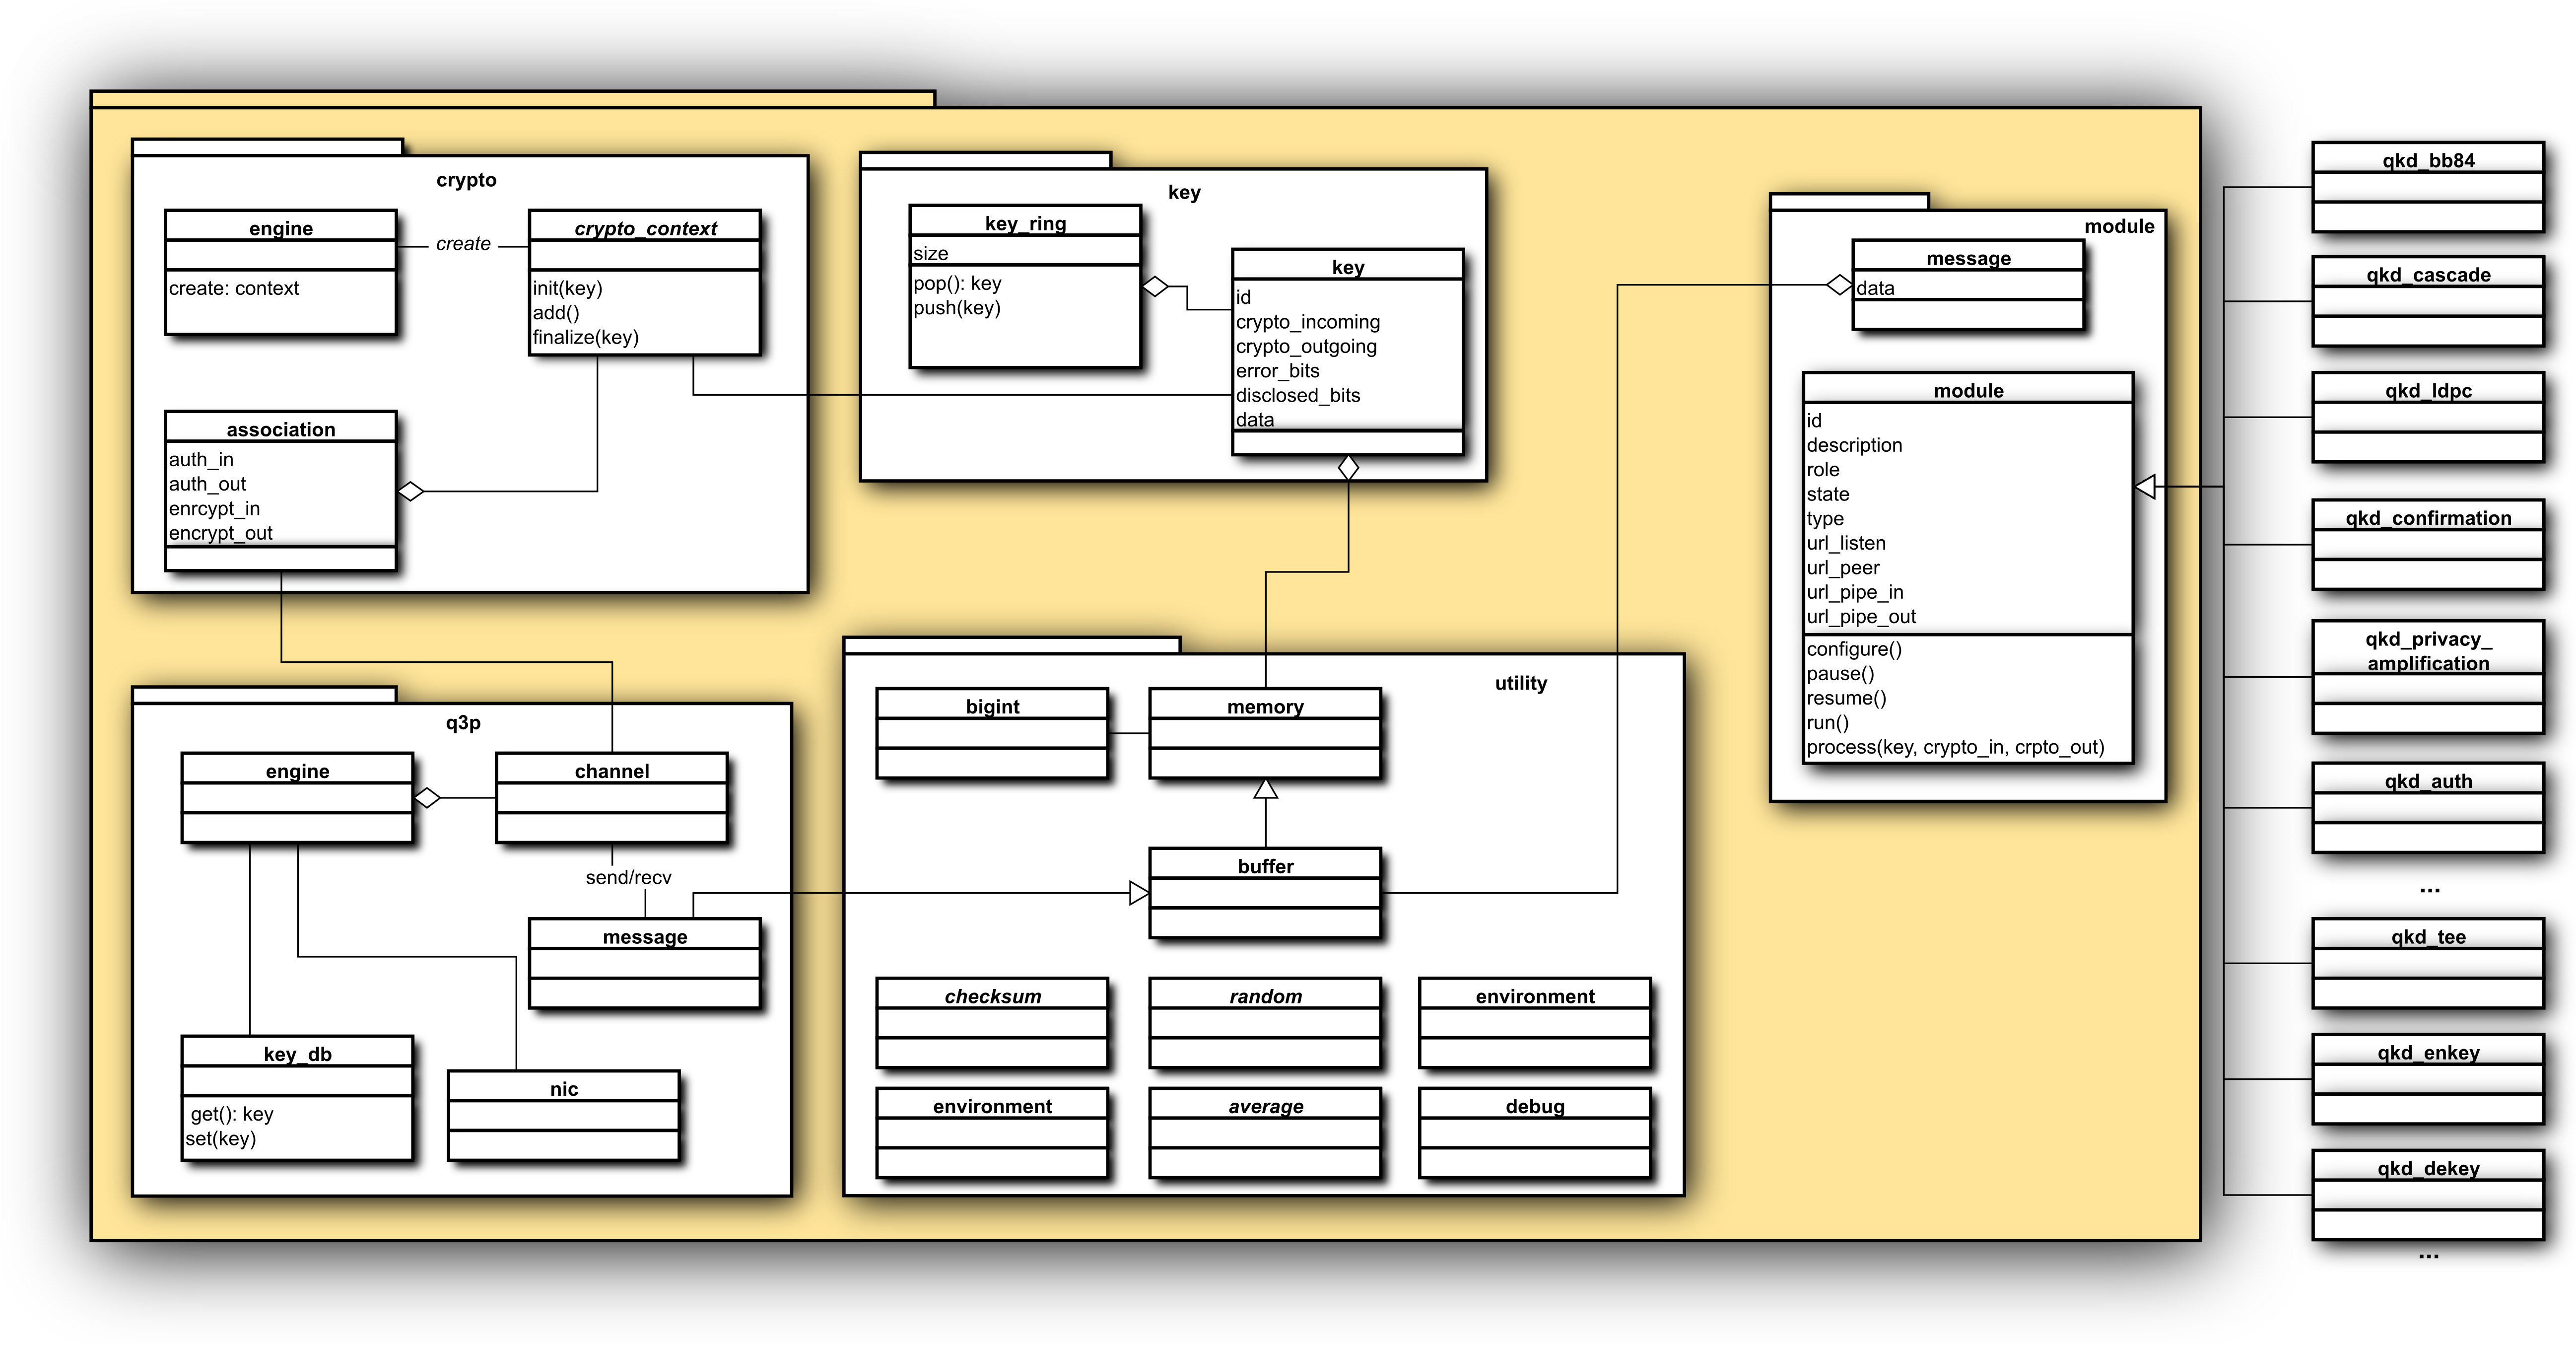 crypto
engine
create: context
create
crypto_context
init(key)
add()
finalize(key)
association
auth_in
auth_out
enrcypt_in
encrypt_out
key
key_ring
size
pop(): key
push(key)
key
id
crypto_incoming
crypto_outgoing
error_bits
disclosed_bits
data
module
message
data
module
id
description
role
state
type
url_listen
url_peer
url_pipe_in
url_pipe_out
configure()
pause()
resume()
run()
process(key, crypto_in, crpto_out)
q3p
engine
channel
send/recv
message
key_db
get(): key
set(key)
nic
utility
bigint
memory
buffer
checksum
random
environment
environment
average
debug
qkd_bb84
qkd_cascade
qkd_ldpc
qkd_confirmation
qkd_privacy_
amplification
qkd_auth
...
qkd_tee
qkd_enkey
qkd_dekey
...